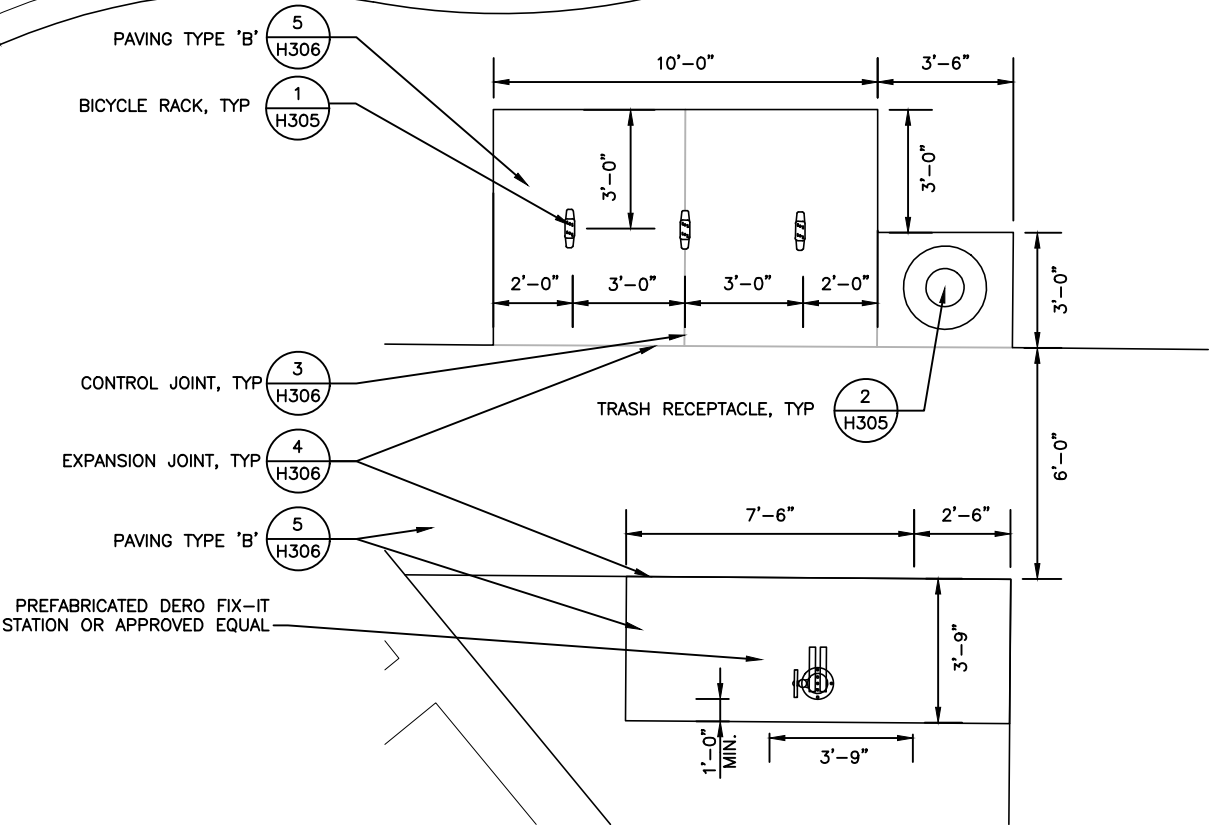 PAVING TYPE 'B'
5
H306
BICYCLE RACK, TYP
1
H305
10'-0"
3'-6"
3'-0"
3'-0"
2'-0"
3'-0"
3'-0"
2'-0"
3'-0"
CONTROL JOINT, TYP
3
H306
TRASH RECEPTACLE, TYP
2
H305
EXPANSION JOINT, TYP
4
H306
6'-0"
PAVING TYPE 'B'
5
H306
7'-6"
2'-6"
PREFABRICATED DERO FIX-IT
STATION OR APPROVED EQUAL
3'-9"
1'-0"
MIN.
3'-9"